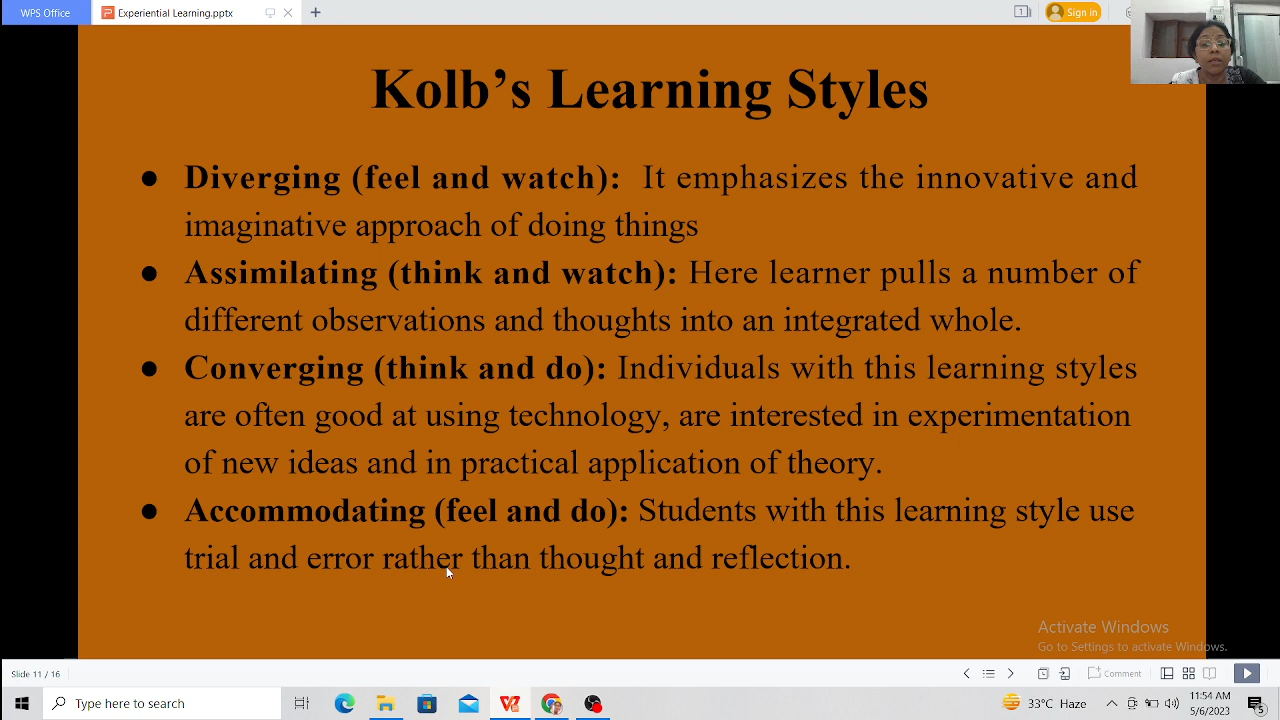 WPS Office
Experiential Learning.pptx
Sign in
Kolb’s Learning Styles
● Diverging (feel and watch): It emphasizes the innovative and
imaginative approach of doing things
● Assimilating (think and watch): Here learner pulls a number of
different observations and thoughts into an integrated whole.
● Converging (think and do): Individuals with this learning styles
are often good at using technology, are interested in experimentation
of new ideas and in practical application of theory.
● Accommodating (feel and do): Students with this learning style use
trial and error rather than thought and reflection.
Activate Windows
Go to Settings to activate Windows.
Slide 11 / 16
Comment
Type here to search
33°C Haze
11:54 AM
5/6/2023
5